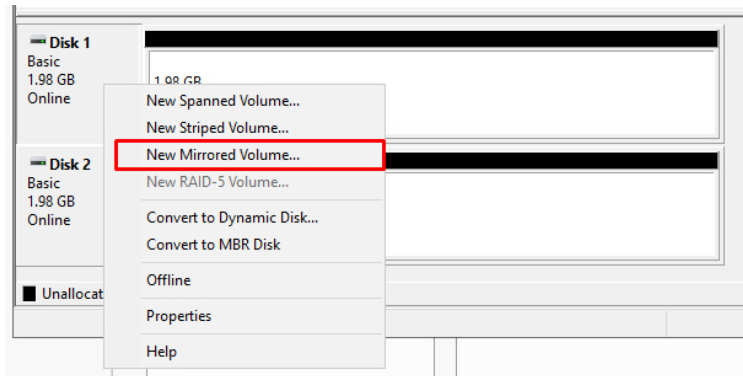 Disk 1
Basic
1.98 GB
Online
1.98 GB
New Spanned Volume...
New Striped Volume...
New Mirrored Volume...
New RAID-5 Volume...
Convert to Dynamic Disk...
Convert to MBR Disk
Offline
Properties
Help
Disk 2
Basic
1.98 GB
Online
Unallocat